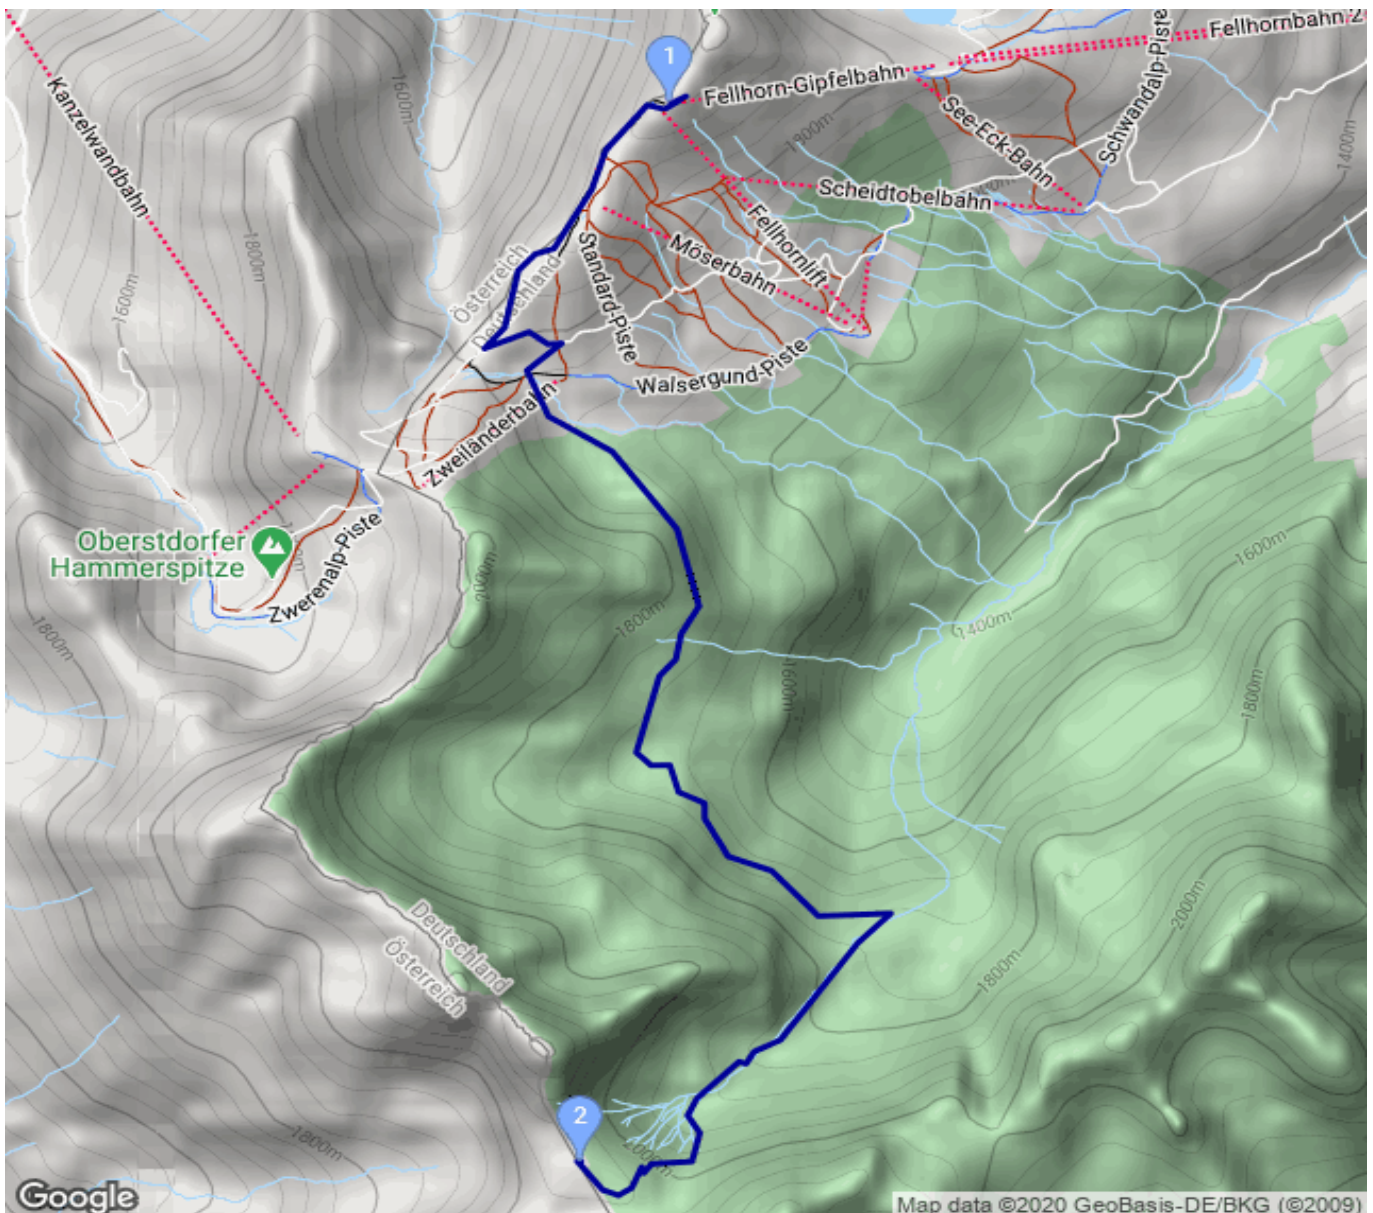 1
Fellhornbahn 2
Fellhorn-Gipfelbahn
Schwandalp-Piste
See-Eck-Bahn
Kanzelwandbahn
1600m
1800m
1400m
Scheidtobelbahn
Fellhornlift
Möserbahn
1800m
1600m
Österreich
Deutschland
Standard-Piste
Walsergund-Piste
Zweiländerbahn
Oberstdorfer
Hammerspitze
Zwerenalp-Piste
2000m
1800m
1800m
1600m
1400m
1600m
1800m
2000m
Deutschland
Österreich
1800m
2
1800m
2000m
Google
Map data ©2020 GeoBasis-DE/BKG (©2009)